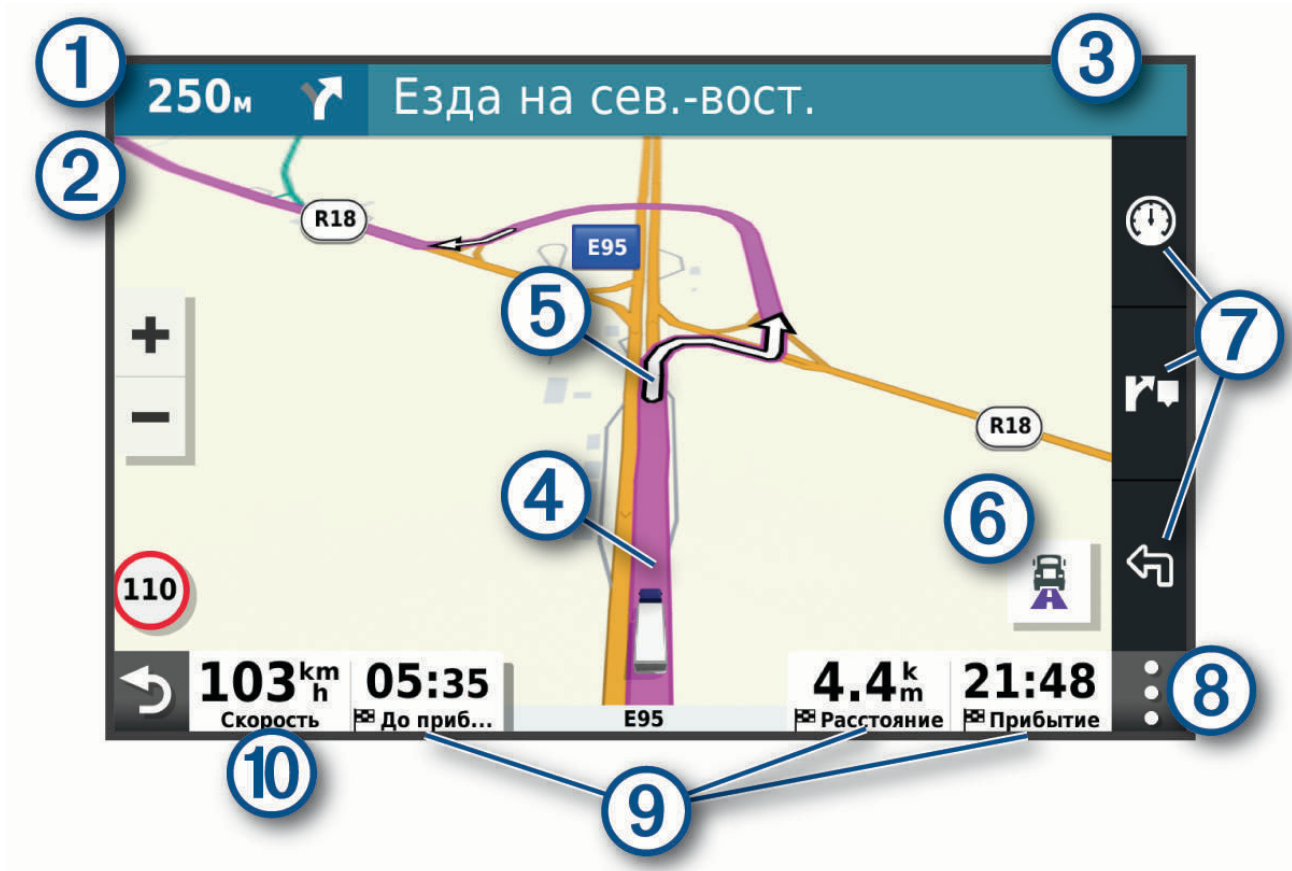 1
250м
Езда на сев.-вост.
3
2
R18
E95
5
7
+
−
R18
4
6
110
103 km/h
Скорость
05:35
До приб...
E95
4.4 km
Расстояние
21:48
Прибытие
8
10
9